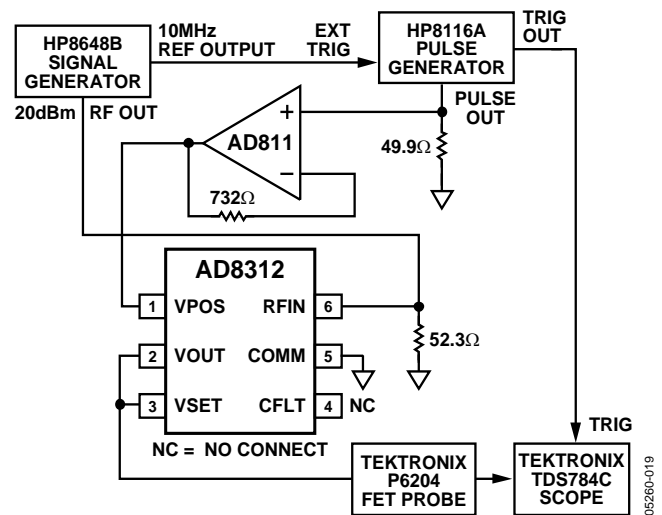 HP8648B
SIGNAL
GENERATOR
10MHz
REF OUTPUT
EXT
TRIG
HP8116A
PULSE
GENERATOR
TRIG
OUT
20dBm RF OUT
PULSE
OUT
+
AD811
–
49.9Ω
732Ω
AD8312
1 VPOS RFIN 6
2 VOUT COMM 5
3 VSET CFLT 4 NC
52.3Ω
NC = NO CONNECT
TRIG
TEKTRONIX
P6204
FET PROBE
TEKTRONIX
TDS784C
SCOPE
05260-019